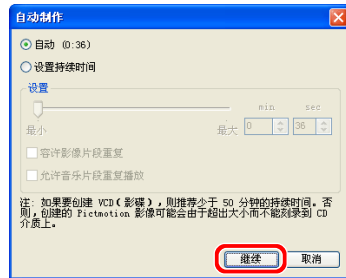 自动制作
自动 (0:36)
设置持续时间
设置
min sec
最小 最大 0 36
容许影像片段重复
允许音乐片段重复播放
注: 如果要创建 VCD(影碟), 则推荐少于 50 分钟的持续时间。否
则, 创建的 Pictmotion 影像可能会由于超出大小而不能刻录到 CD
介质上。
继续 取消